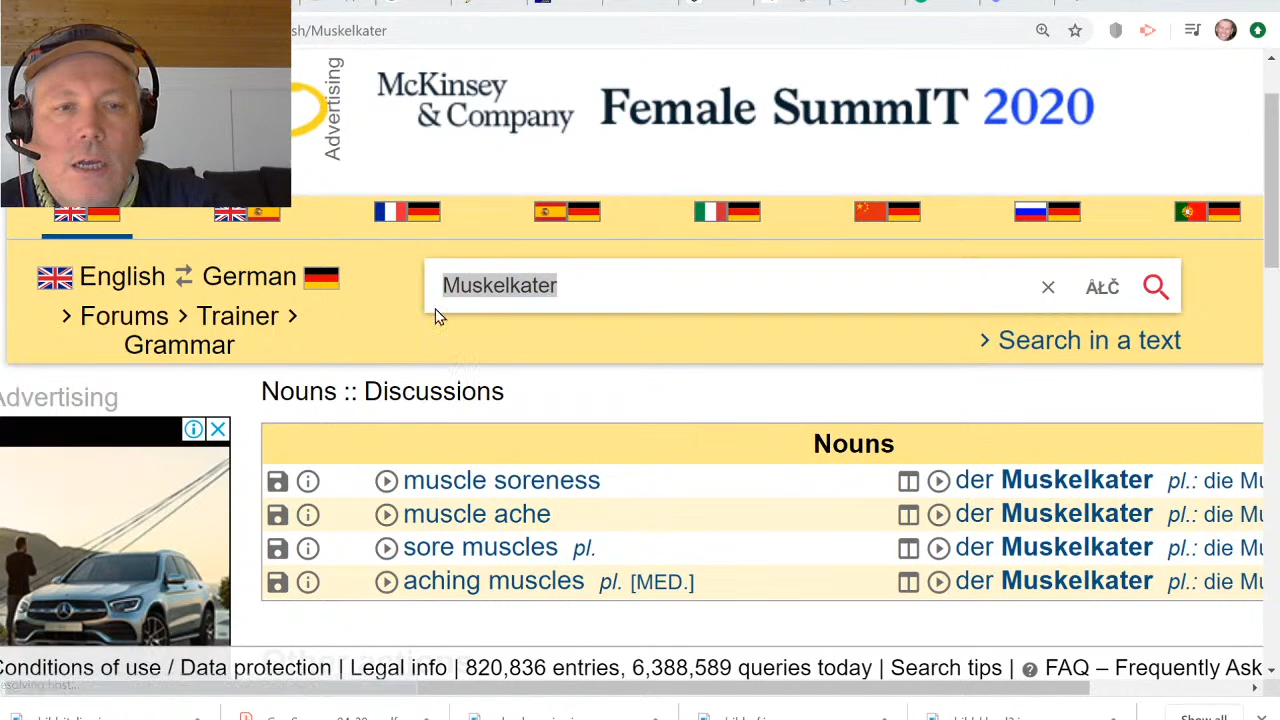 sh/Muskelkater
Advertising
McKinsey
& Company
Female SummIT 2020
English German
Muskelkater
ÂŁČ
› Forums › Trainer ›
Grammar
› Search in a text
Advertising
Nouns :: Discussions
Nouns
muscle soreness der Muskelkater pl.: die Mu
muscle ache der Muskelkater pl.: die Mu
sore muscles pl. der Muskelkater pl.: die Mu
aching muscles pl. [MED.] der Muskelkater pl.: die Mu
Conditions of use / Data protection | Legal info | 820,836 entries, 6,388,589 queries today | Search tips | FAQ – Frequently Ask
esolving host...
Show all